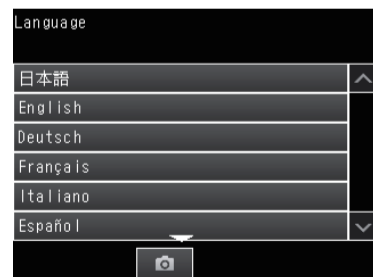 Language
日本語
English
Deutsch
Français
Italiano
Español